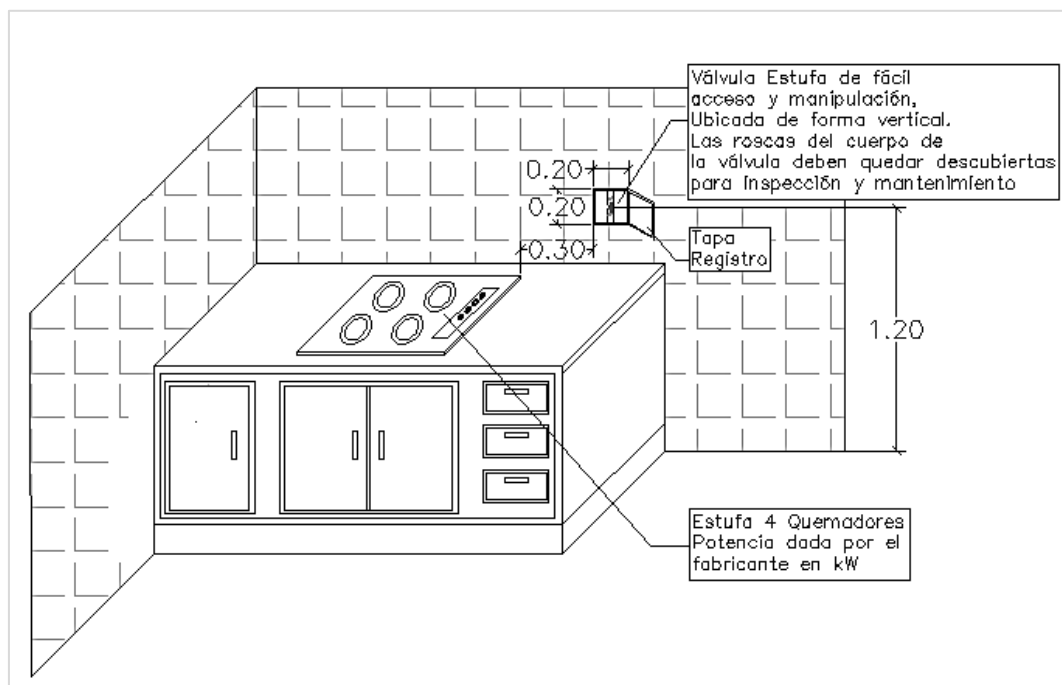 Válvula Estufa de fácil
acceso y manipulación,
Ubicada de forma vertical.
Las roscas del cuerpo de
la válvula deben quedar descubiertas
para inspección y mantenimiento
0.20
0.20
0.30
Tapa
Registro
1.20
Estufa 4 Quemadores
Potencia dada por el
fabricante en kW